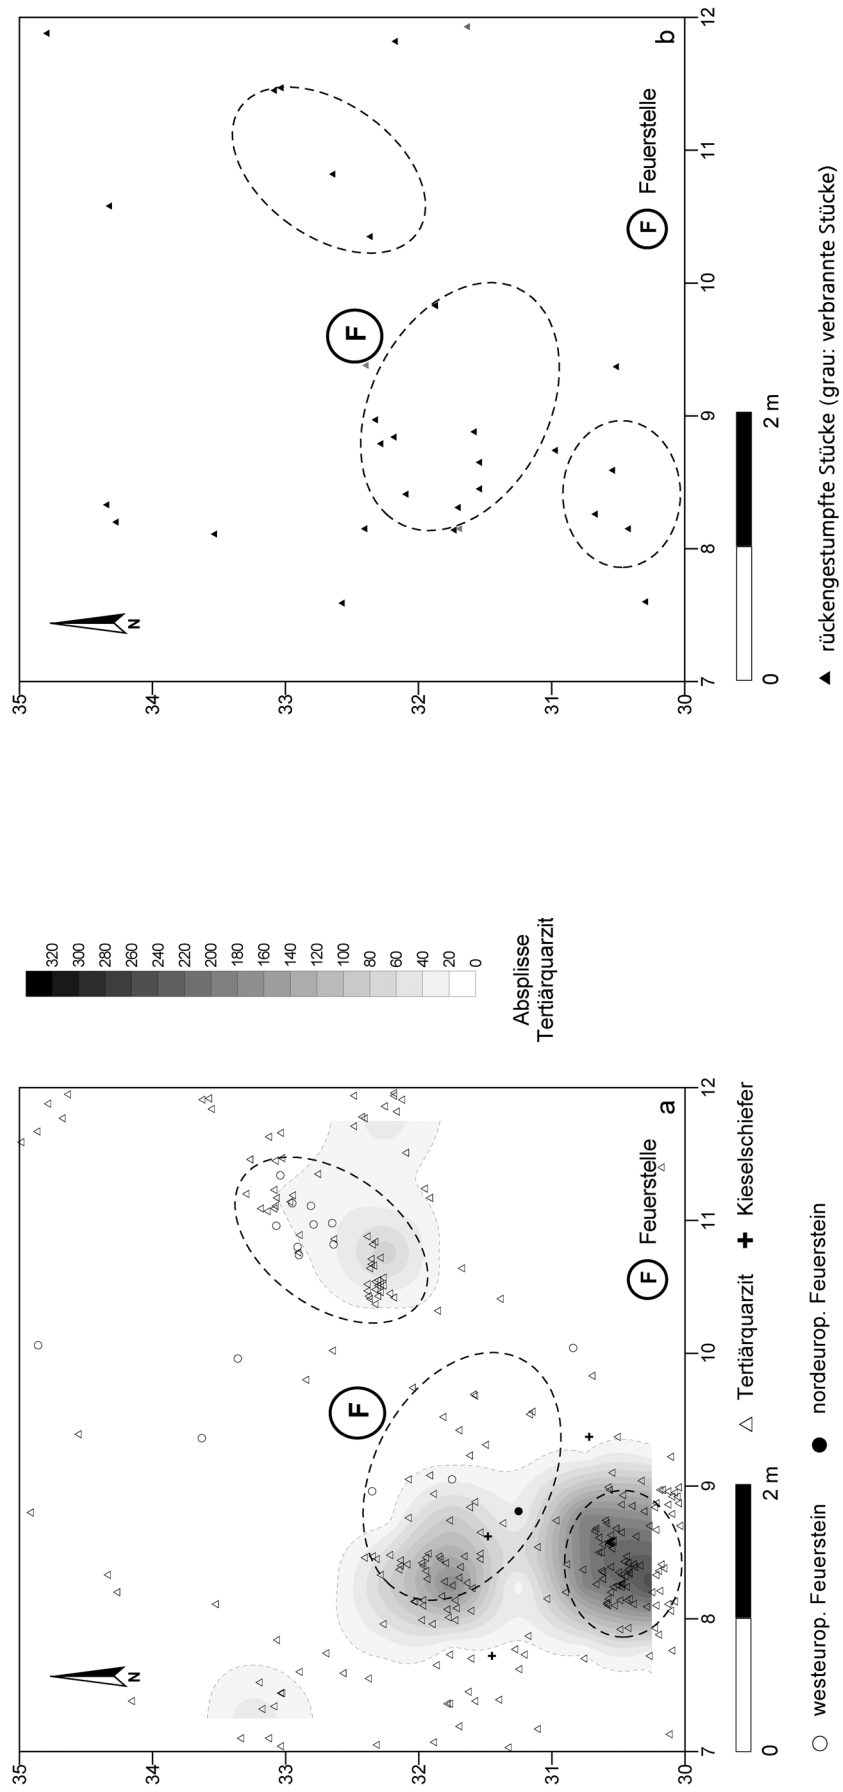 35
34
33
32
31
30
7
8
9
10
11
12
N
F
a
0
2 m
F Feuerstelle
westeurop. Feuerstein
nordeurop. Feuerstein
Tertiärquarzit
Kieselschiefer
320
300
280
260
240
220
200
180
160
140
120
100
80
60
40
20
0
Absplisse
Tertiärquarzit
35
34
33
32
31
30
7
8
9
10
11
12
N
F
b
0
2 m
F Feuerstelle
rückengestumpfte Stücke (grau: verbrannte Stücke)